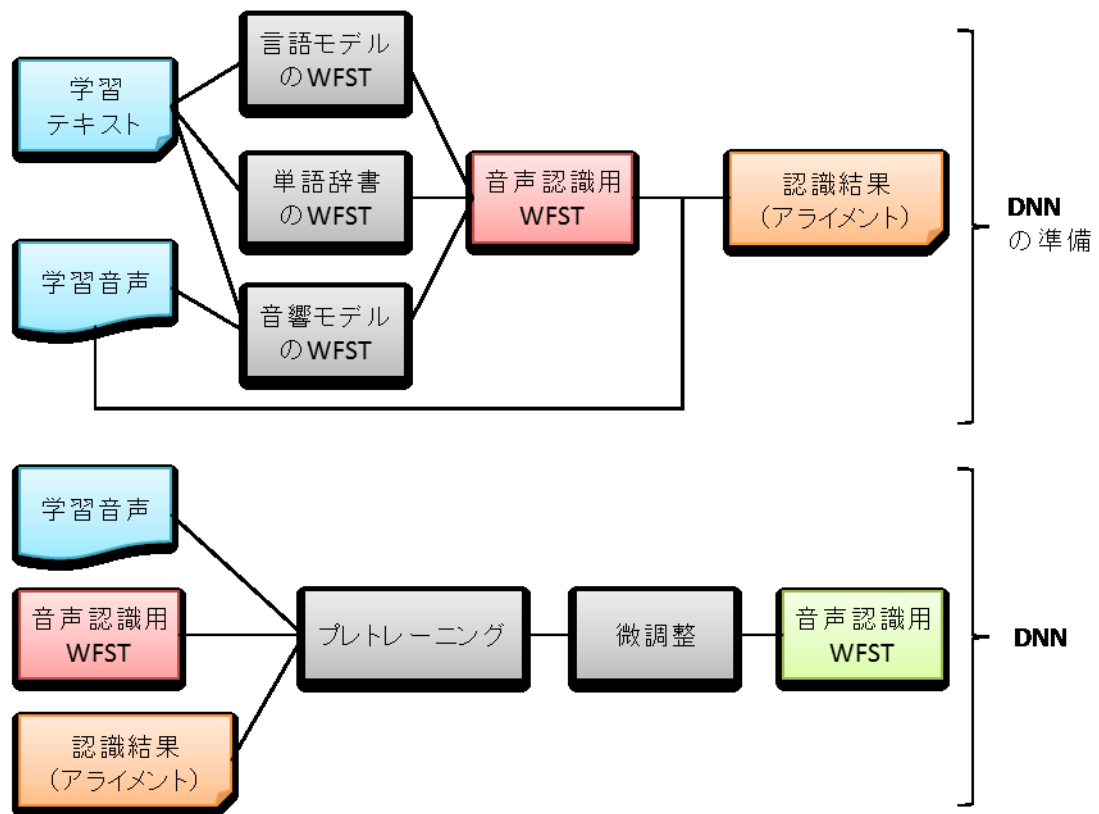 学習
テキスト
言語モデル
のWFST
単語辞書
のWFST
音声認識用
WFST
認識結果
（アライメント）
DNN
の準備
学習音声
音響モデル
のWFST
学習音声
音声認識用
WFST
認識結果
（アライメント）
プレトレーニング
微調整
音声認識用
WFST
DNN